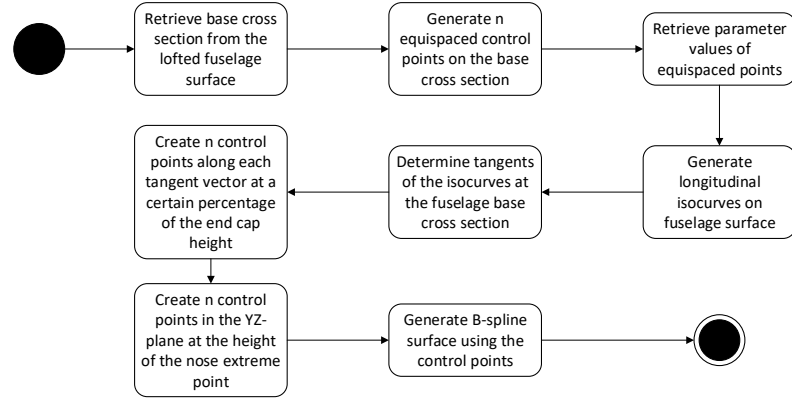 Retrieve base cross
section from the
lofted fuselage
surface
Generate n
equispaced control
points on the base
cross section
Retrieve parameter
values of
equispaced points
Generate
longitudinal
isocurves on
fuselage surface
Determine tangents
of the isocurves at
the fuselage base
cross section
Create n control
points along each
tangent vector at a
certain percentage
of the end cap
height
Create n control
points in the YZ-
plane at the height
of the nose extreme
point
Generate B-spline
surface using the
control points